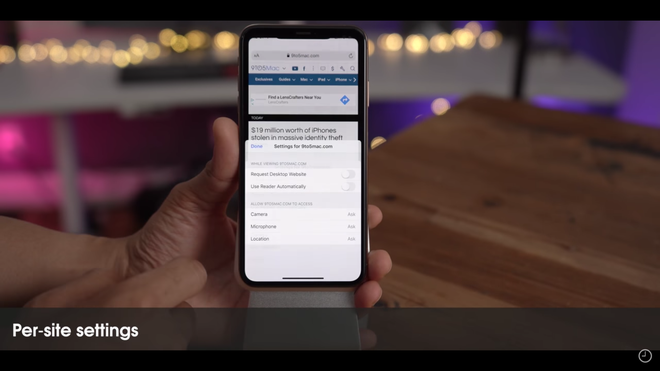 9to5mac.com
9TO5Mac
Exclusives Guides Mac iPad iPhone
Find a LensCrafters Near You
LensCrafters
TODAY
$19 million worth of iPhones
stolen in massive identity theft
Done Settings for 9to5mac.com
WHILE VIEWING 9TO5MAC.COM
Request Desktop Website
Use Reader Automatically
ALLOW 9TO5MAC.COM TO ACCESS
Camera Ask
Microphone Ask
Location Ask
Per-site settings